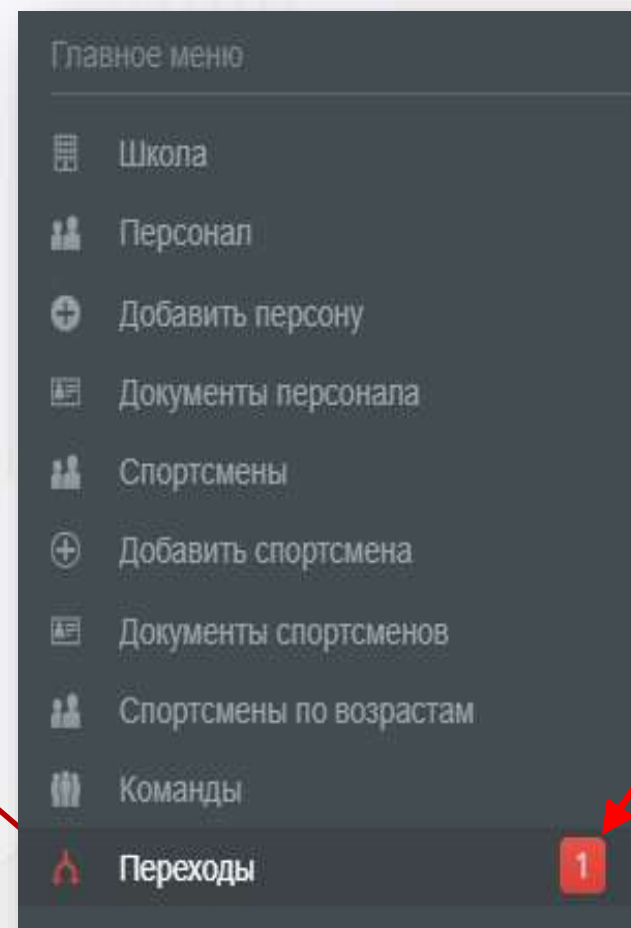 Главное меню
Школа
Персонал
Добавить персону
Документы персонала
Спортсмены
Добавить спортсмена
Документы спортсменов
Спортсмены по возрастам
Команды
Переходы 1